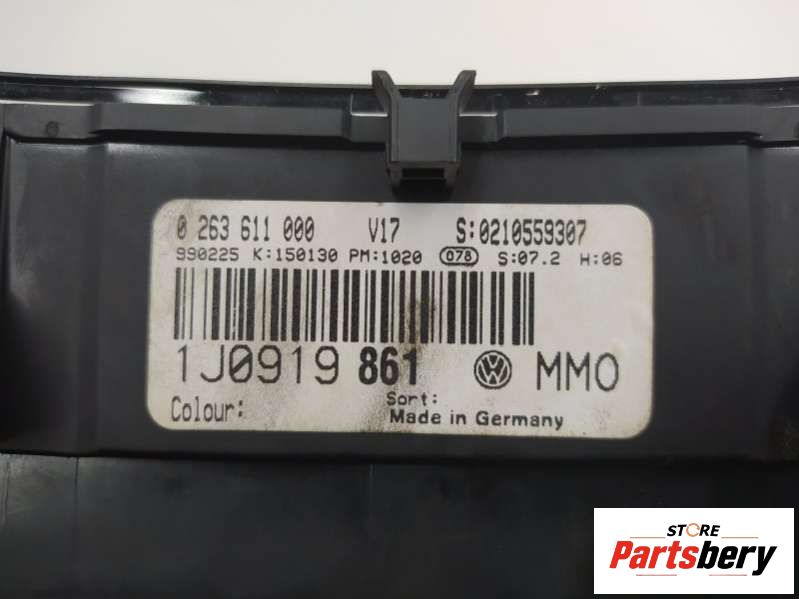 0 263 611 000 V17 S:0210559307
990225 K:150130 PM:1020 078 S:07.2 H:06
1J0919 861 MMO
Colour: Sort:
Made in Germany
STORE
Partsbery